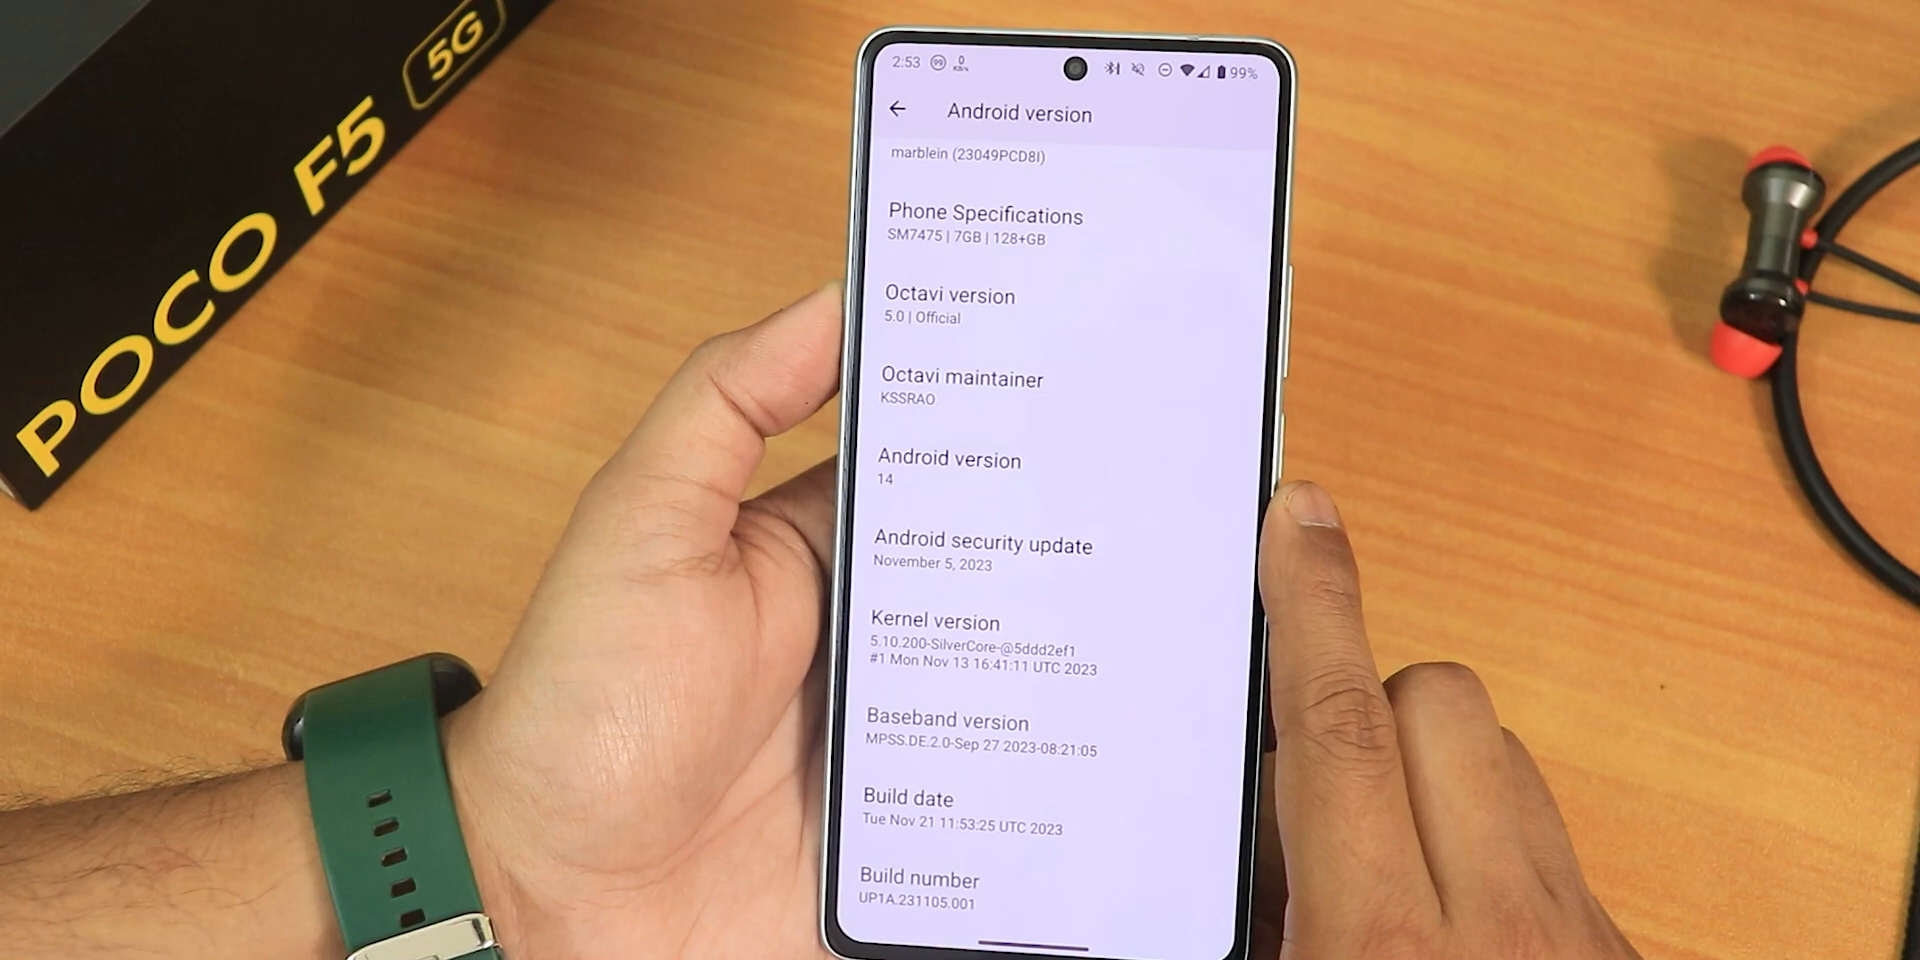 POCO F5 5G
2:53 99 0 KB/s 99%
Android version
marblein (23049PCD8I)
Phone Specifications
SM7475 | 7GB | 128+GB
Octavi version
5.0 | Official
Octavi maintainer
KSSRAO
Android version
14
Android security update
November 5, 2023
Kernel version
5.10.200-SilverCore-@5ddd2ef1
#1 Mon Nov 13 16:41:11 UTC 2023
Baseband version
MPSS.DE.2.0-Sep 27 2023-08:21:05
Build date
Tue Nov 21 11:53:25 UTC 2023
Build number
UP1A.231105.001